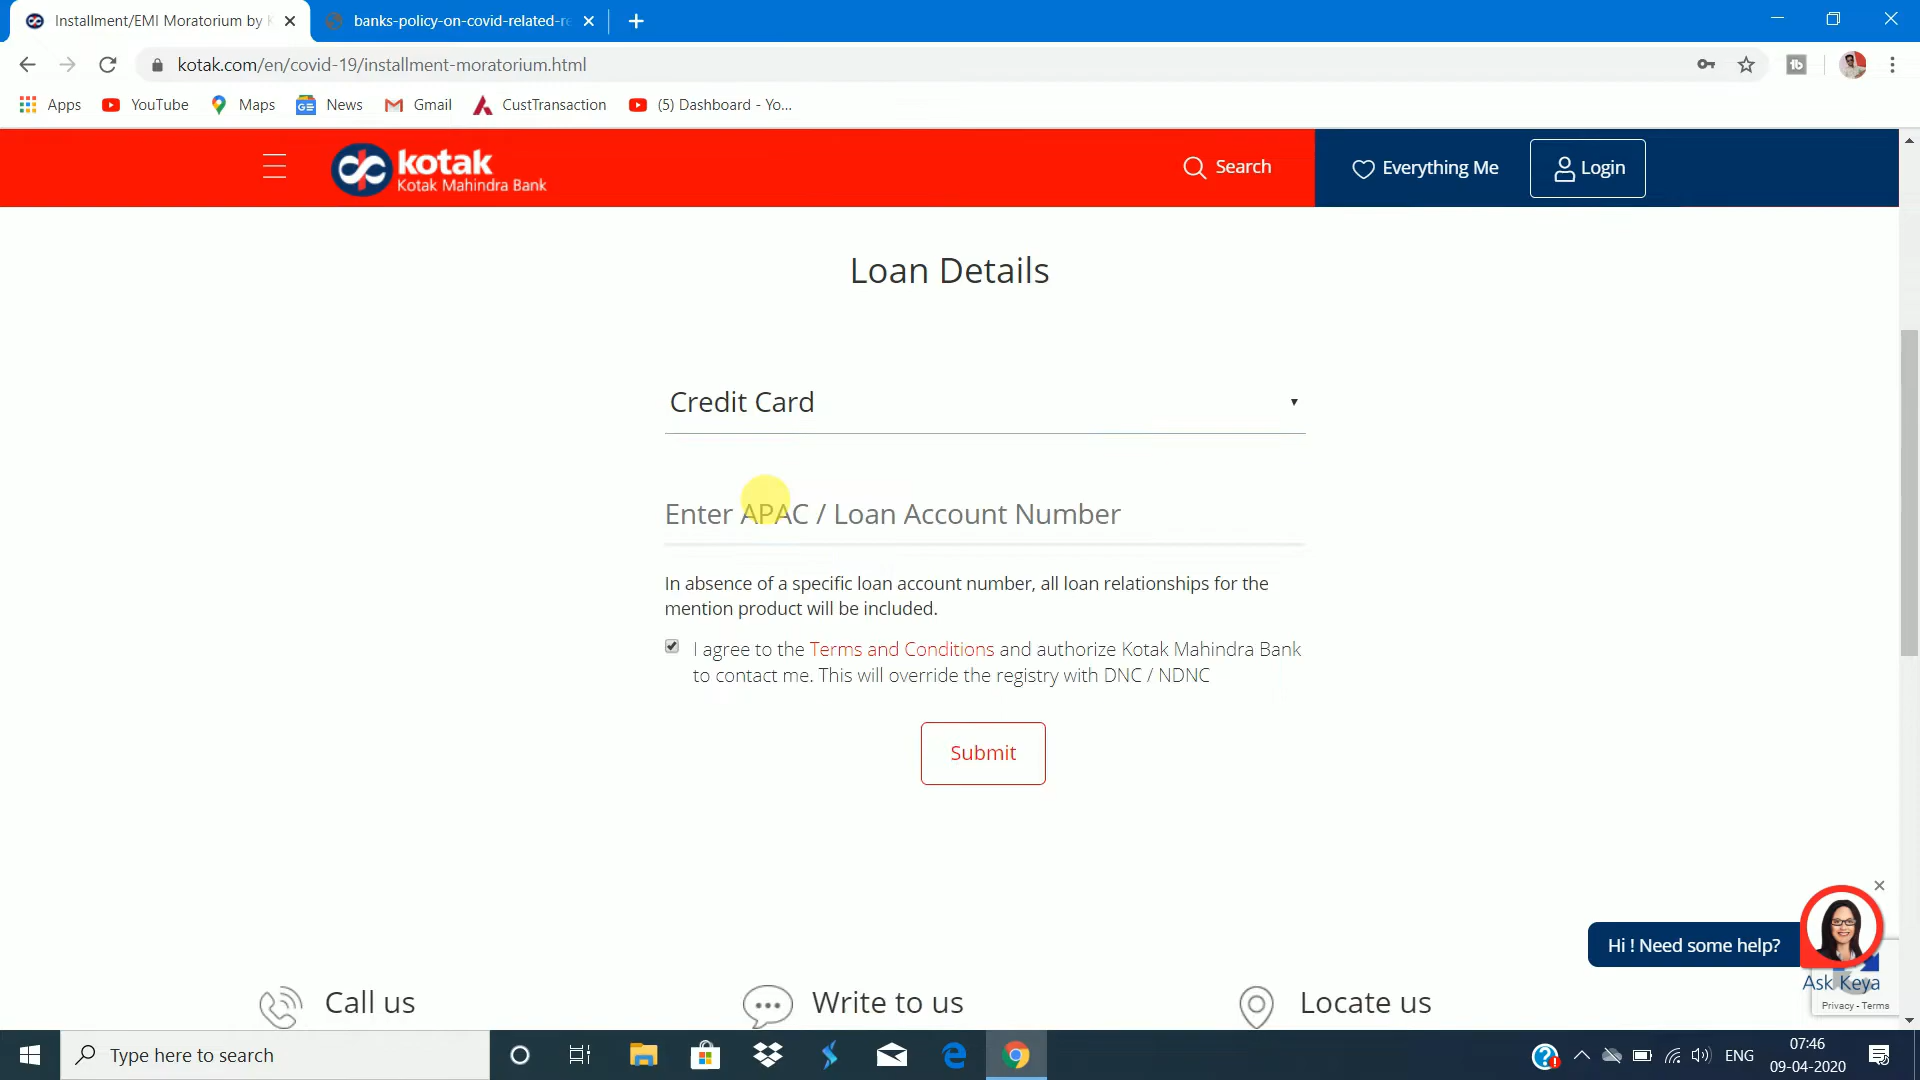 Installment/EMI Moratorium by K
banks-policy-on-covid-related-re
kotak.com/en/covid-19/installment-moratorium.html
Apps
YouTube
Maps
News
Gmail
CustTransaction
(5) Dashboard - Yo...
kotak
Kotak Mahindra Bank
Search
Everything Me
Login
Loan Details
Credit Card
Enter APAC / Loan Account Number
In absence of a specific loan account number, all loan relationships for the
mention product will be included.
I agree to the Terms and Conditions and authorize Kotak Mahindra Bank
to contact me. This will override the registry with DNC / NDNC
Submit
Hi ! Need some help?
Ask Keya
Privacy - Terms
Call us
Write to us
Locate us
Type here to search
ENG
07:46
09-04-2020